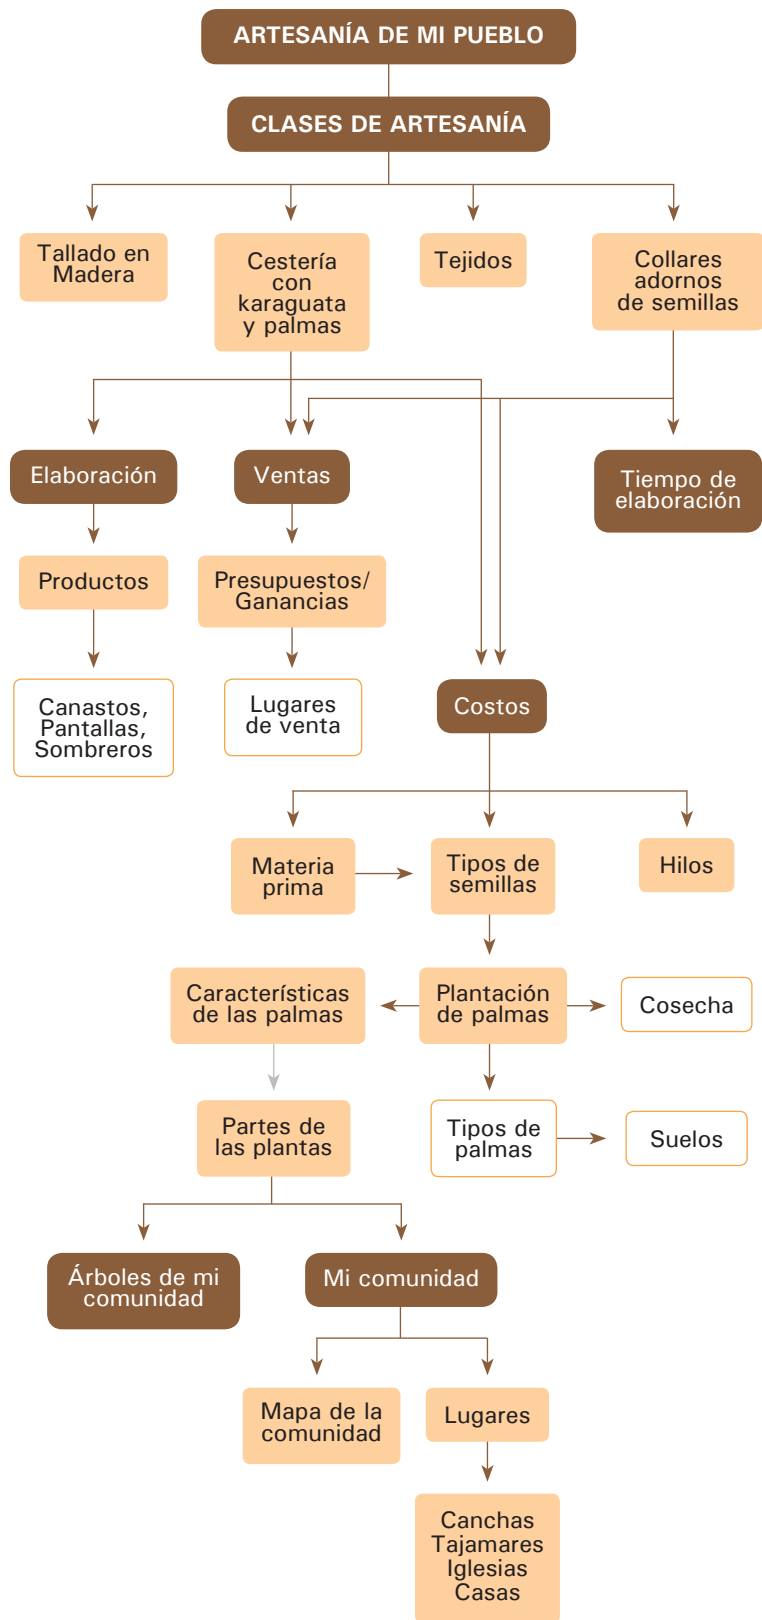 ARTESANÍA DE MI PUEBLO
CLASES DE ARTESANÍA
Tallado en
Madera
Cestería
con
karaguata
y palmas
Tejidos
Collares
adornos
de semillas
Elaboración
Ventas
Tiempo de
elaboración
Productos
Presupuestos/
Ganancias
Canastos,
Pantallas,
Sombreros
Lugares
de venta
Costos
Materia
prima
Tipos de
semillas
Hilos
Características
de las palmas
Plantación
de palmas
Cosecha
Partes de
las plantas
Tipos de
palmas
Suelos
Árboles de mi
comunidad
Mi comunidad
Mapa de la
comunidad
Lugares
Canchas
Tajamares
Iglesias
Casas